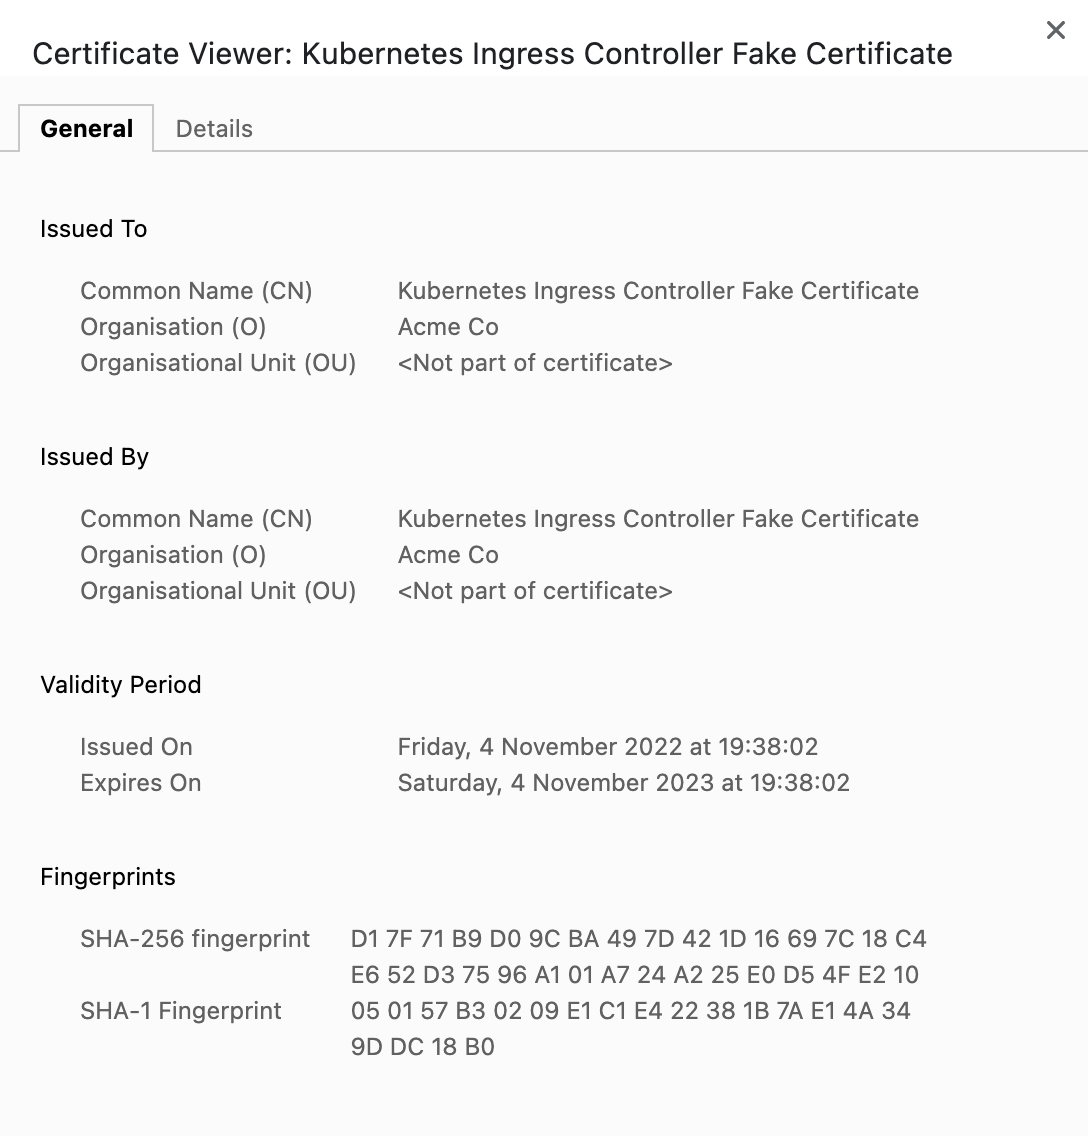 Certificate Viewer: Kubernetes Ingress Controller Fake Certificate
General Details
Issued To
Common Name (CN) Kubernetes Ingress Controller Fake Certificate
Organisation (O) Acme Co
Organisational Unit (OU) <Not part of certificate>
Issued By
Common Name (CN) Kubernetes Ingress Controller Fake Certificate
Organisation (O) Acme Co
Organisational Unit (OU) <Not part of certificate>
Validity Period
Issued On Friday, 4 November 2022 at 19:38:02
Expires On Saturday, 4 November 2023 at 19:38:02
Fingerprints
SHA-256 fingerprint D1 7F 71 B9 D0 9C BA 49 7D 42 1D 16 69 7C 18 C4
E6 52 D3 75 96 A1 01 A7 24 A2 25 E0 D5 4F E2 10
SHA-1 Fingerprint 05 01 57 B3 02 09 E1 C1 E4 22 38 1B 7A E1 4A 34
9D DC 18 B0